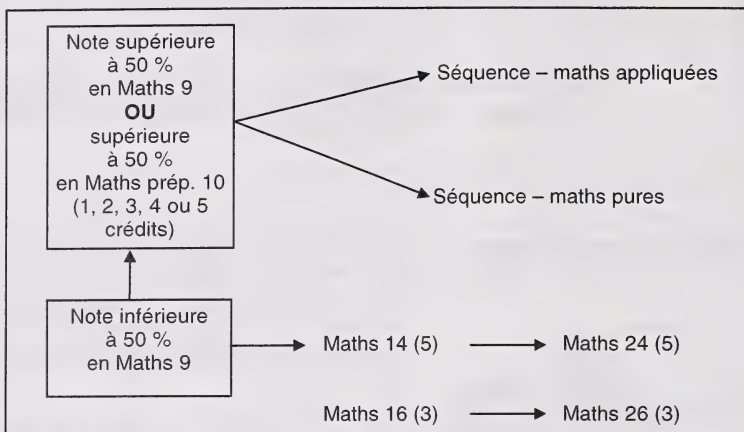 Note supérieure
à 50 %
en Maths 9
OU
supérieure
à 50 %
en Maths prép. 10
(1, 2, 3, 4 ou 5
crédits)
Séquence – maths appliquées
Séquence – maths pures
Note inférieure
à 50 %
en Maths 9
Maths 14 (5)
Maths 24 (5)
Maths 16 (3)
Maths 26 (3)